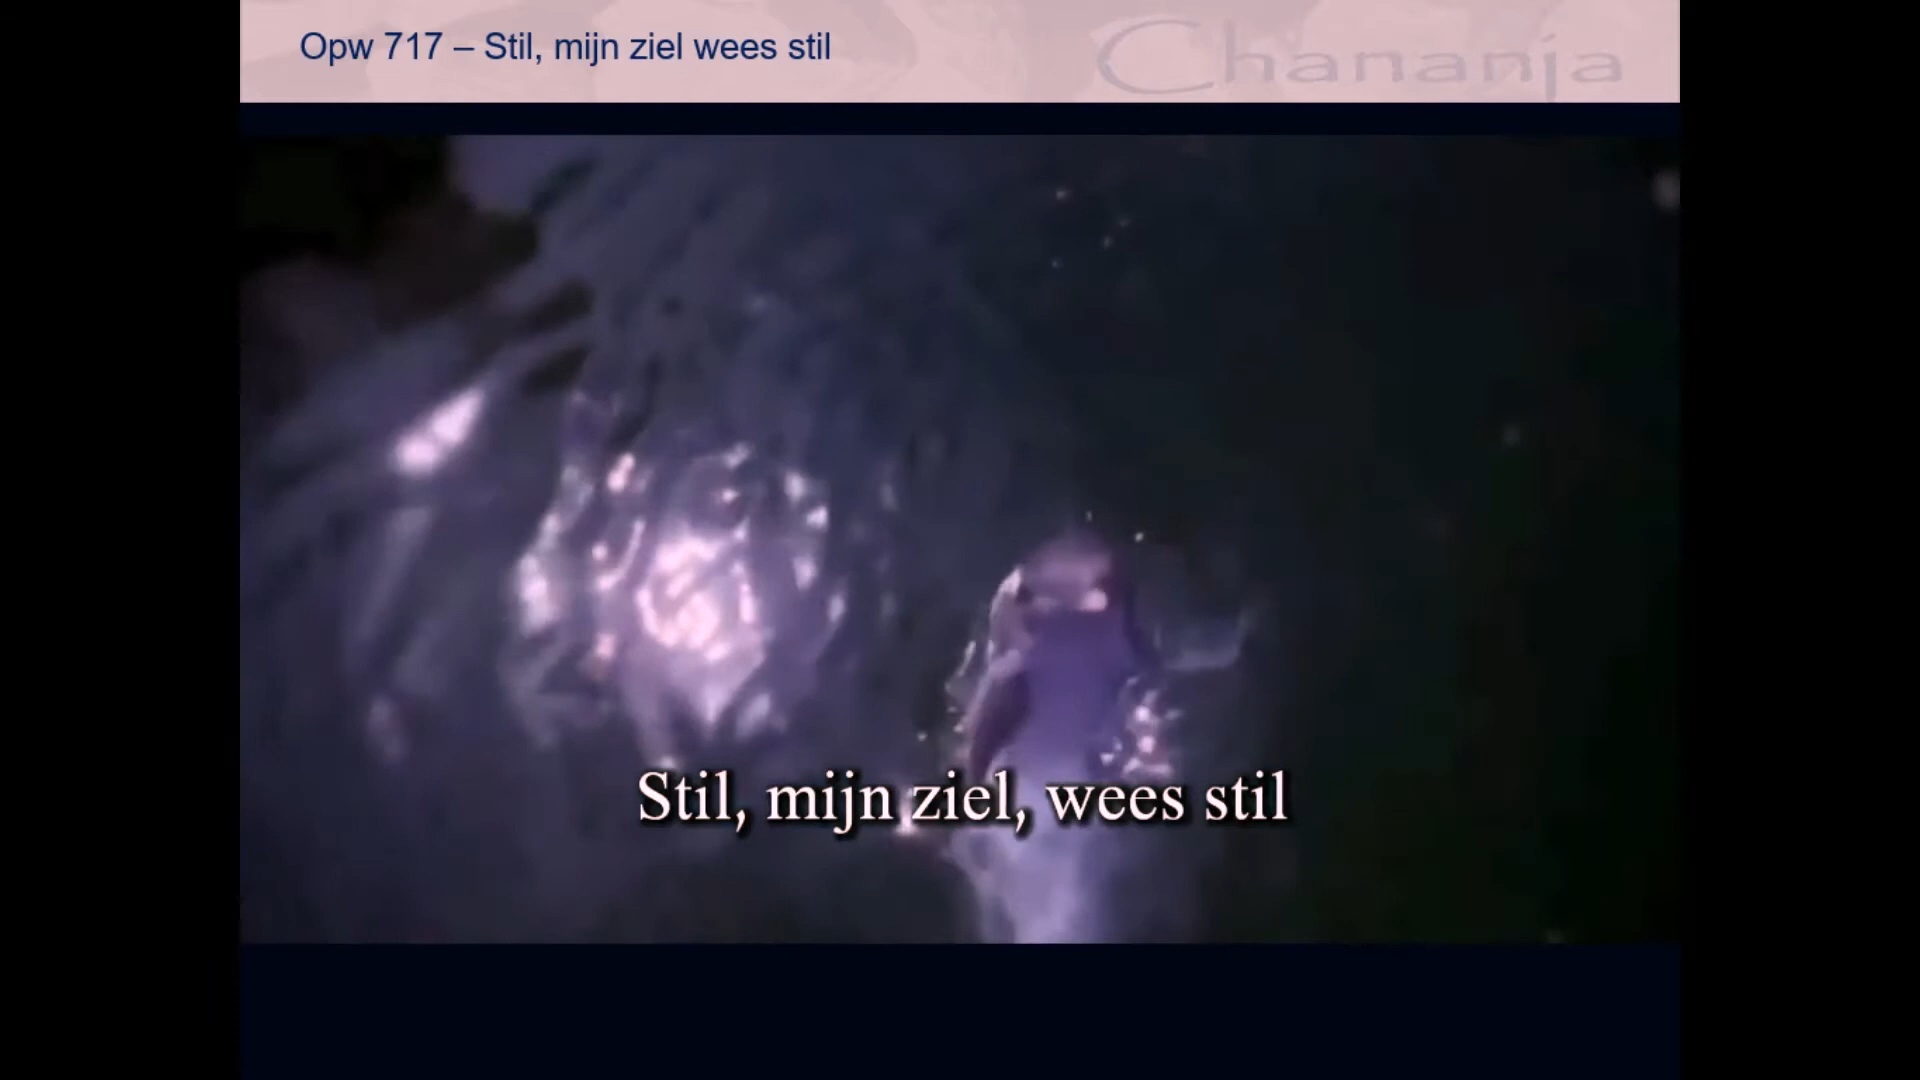 Opw 717 – Stil, mijn ziel wees stil
Chananja
Stil, mijn ziel, wees stil